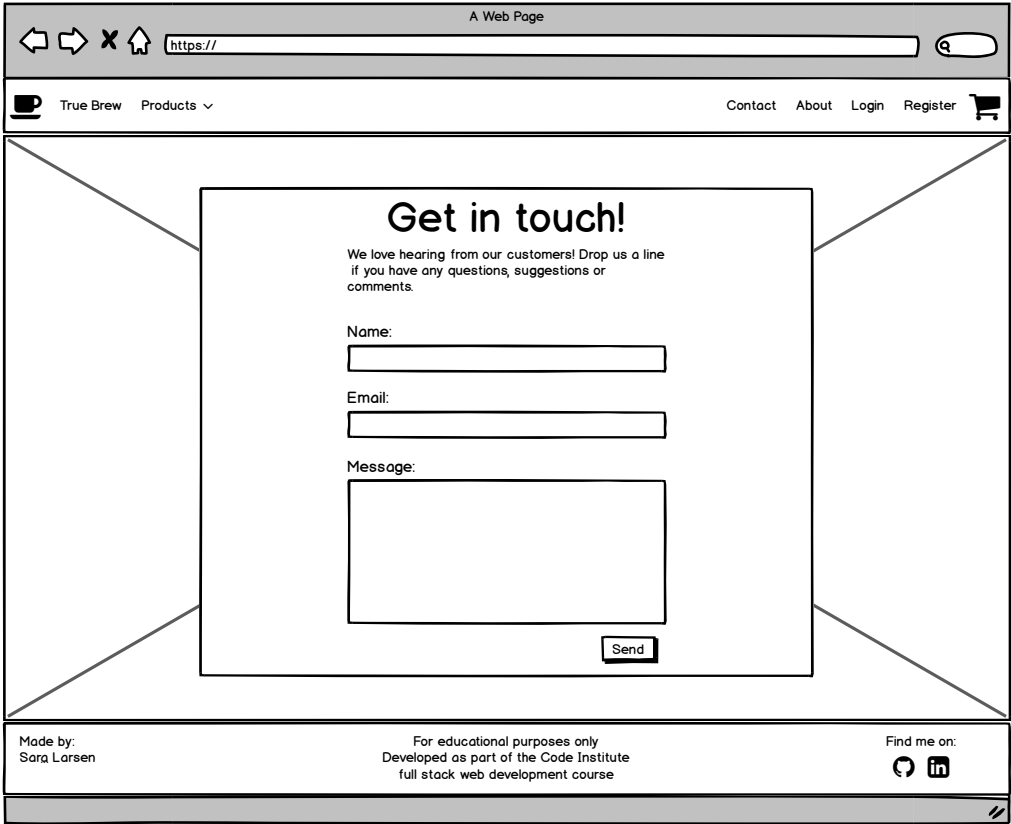 A Web Page
https://
True Brew Products Contact About Login Register
Get in touch!
We love hearing from our customers! Drop us a line
if you have any questions, suggestions or
comments.
Name:
Email:
Message:
Send
Made by:
Sara Larsen
For educational purposes only
Developed as part of the Code Institute
full stack web development course
Find me on:
in